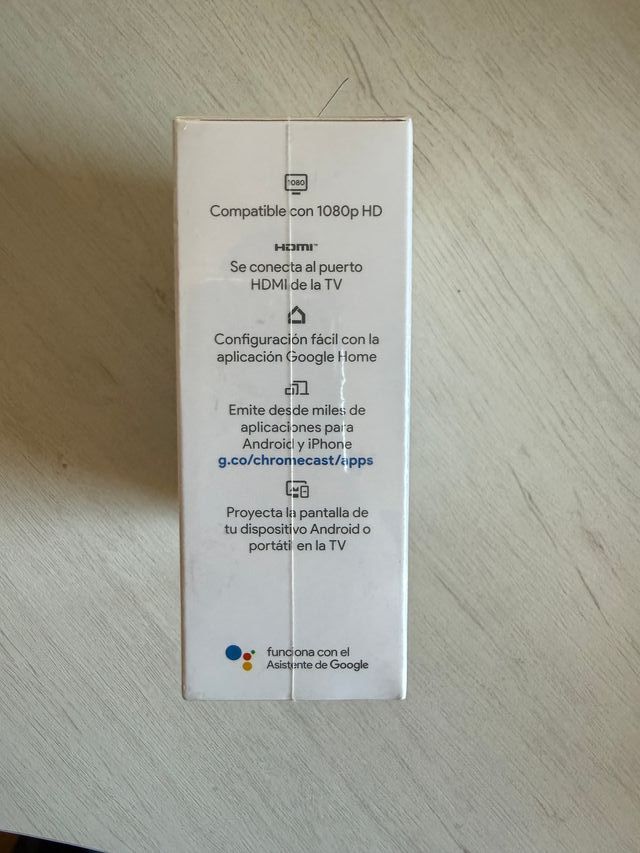 1080
Compatible con 1080p HD
HDMI™
Se conecta al puerto
HDMI de la TV
Configuración fácil con la
aplicación Google Home
Emite desde miles de
aplicaciones para
Android y iPhone
g.co/chromecast/apps
Proyecta la pantalla de
tu dispositivo Android o
portátil en la TV
funciona con el
Asistente de Google